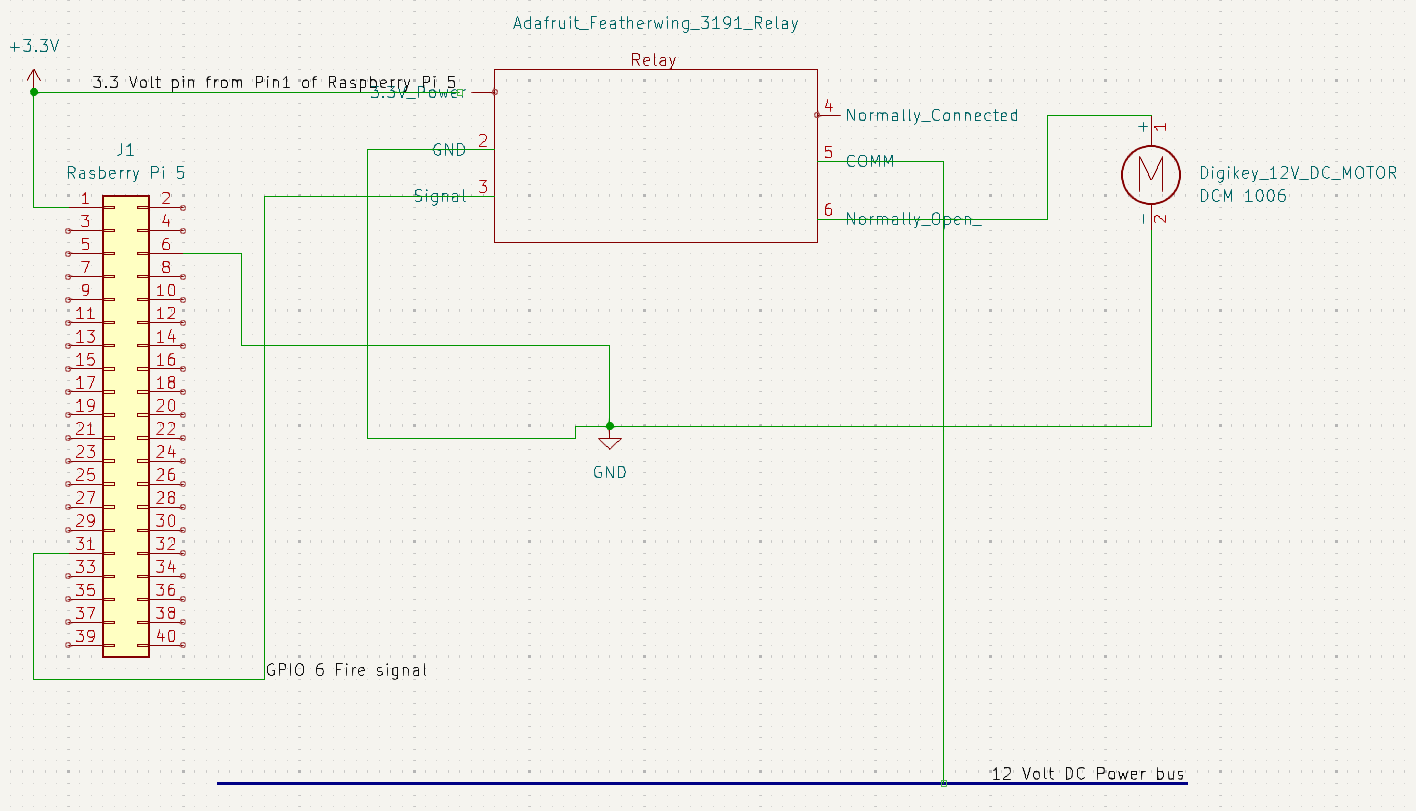 Adafruit_Featherwing_3191_Relay
+3.3V
Relay
3.3 Volt pin from Pin1 of Raspberry Pi 5
3.3V_Power
4 Normally_Connected
+ 1
2 GND
5 COMM
M
Digikey_12V_DC_MOTOR
DCM 1006
3 Signal
6 Normally_Open_
− 2
J1
Rasberry Pi 5
1 2
3 4
5 6
7 8
9 10
11 12
13 14
15 16
17 18
19 20
21 22
23 24
25 26
27 28
29 30
31 32
33 34
35 36
37 38
39 40
GND
GPIO 6 Fire signal
12 Volt DC Power bus